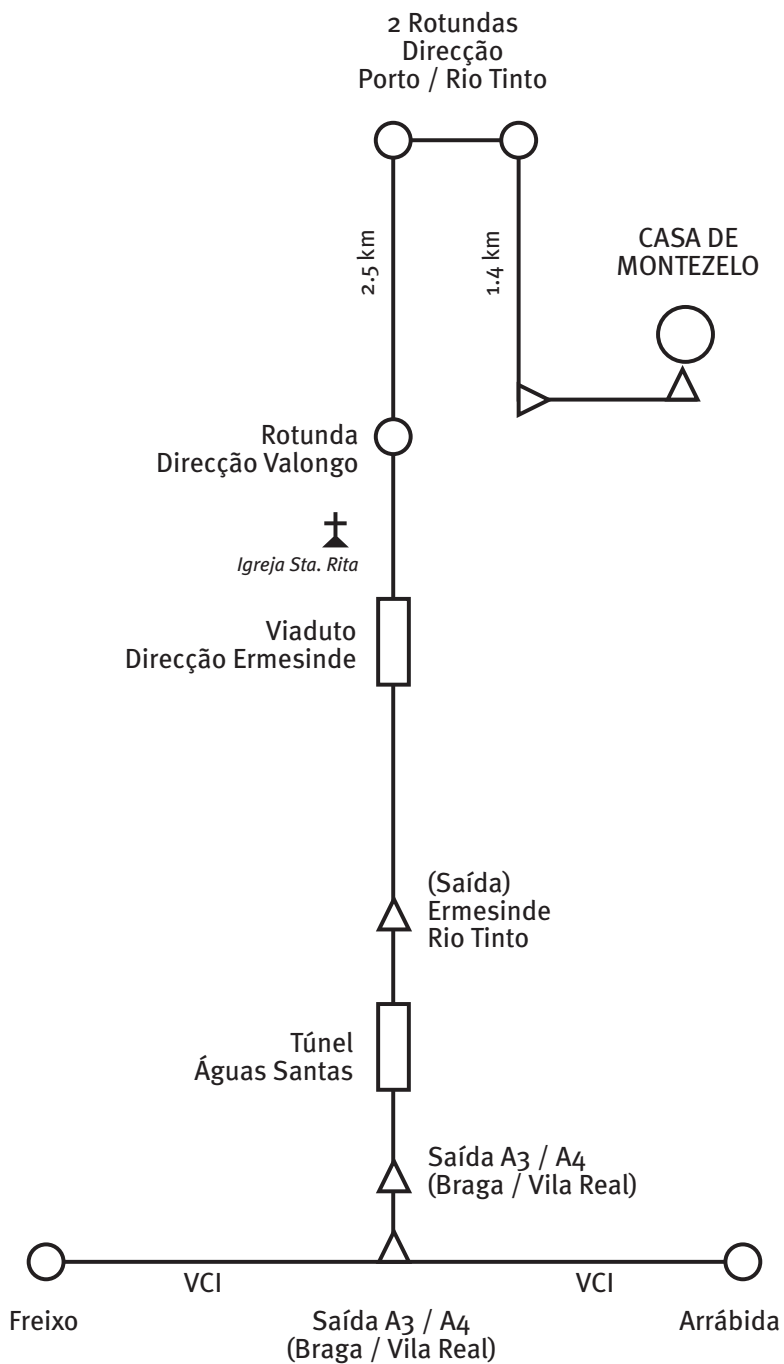 2 Rotundas
Direcção
Porto / Rio Tinto
2.5 km
1.4 km
CASA DE
MONTEZELO
Rotunda
Direcção Valongo
Igreja Sta. Rita
Viaduto
Direcção Ermesinde
(Saída)
Ermesinde
Rio Tinto
Túnel
Águas Santas
Saída A3 / A4
(Braga / Vila Real)
VCI
VCI
Freixo
Saída A3 / A4
(Braga / Vila Real)
Arrábida